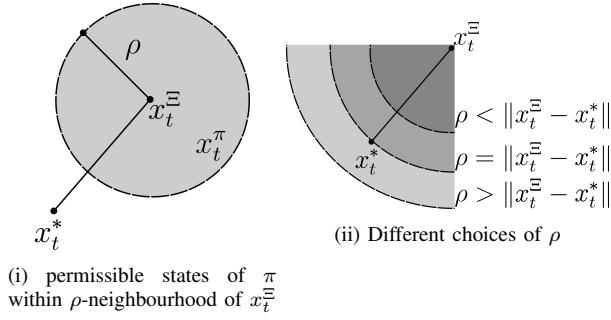 ρ
x_t^Ξ
x_t^π
x_t^*
(i) permissible states of π
within ρ-neighbourhood of x_t^Ξ
x_t^Ξ
x_t^*
ρ < ‖x_t^Ξ − x_t^*‖
ρ = ‖x_t^Ξ − x_t^*‖
ρ > ‖x_t^Ξ − x_t^*‖
(ii) Different choices of ρ